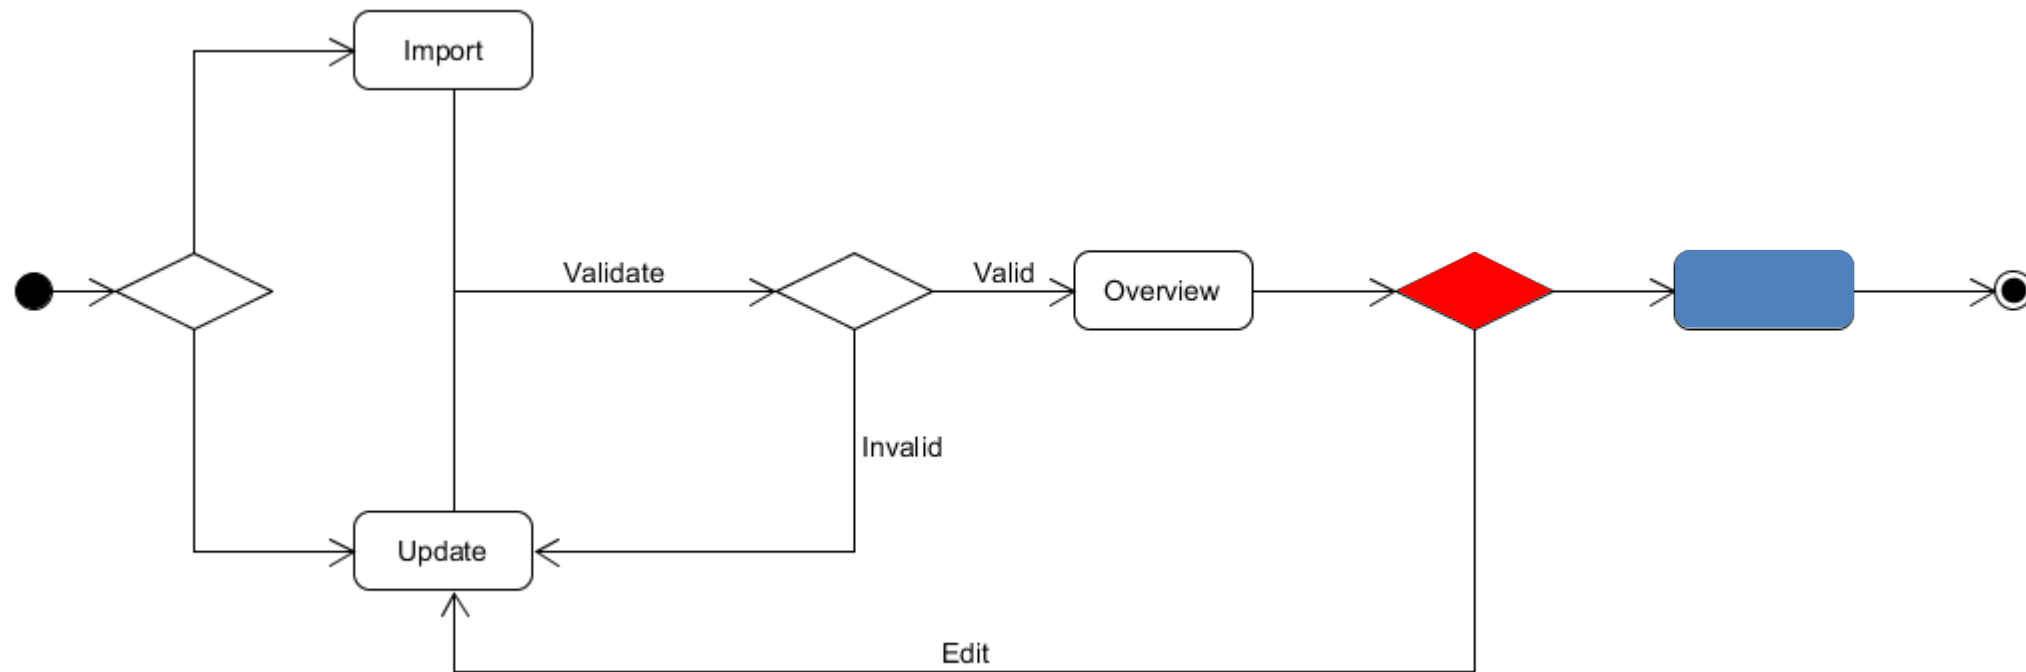 Import
Validate
Valid
Overview
Invalid
Update
Edit